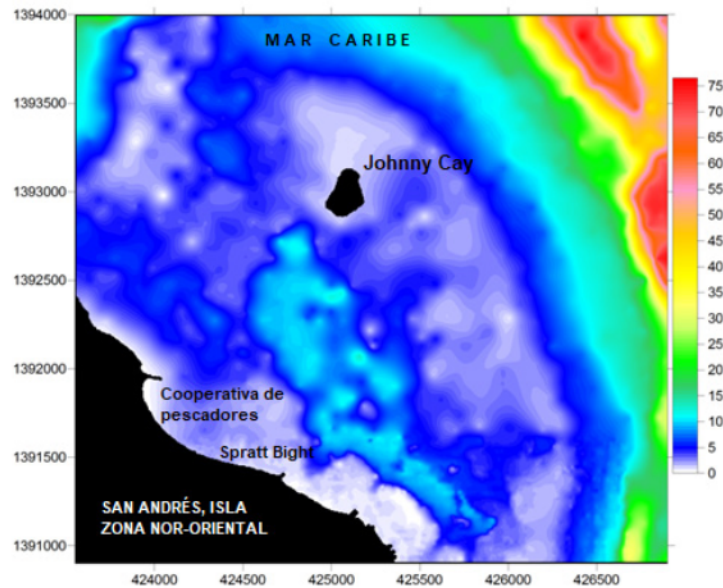 1394000
1393500
1393000
1392500
1392000
1391500
1391000
MAR CARIBE
Johnny Cay
Cooperativa de
pescadores
Spratt Bight
SAN ANDRÉS, ISLA
ZONA NOR-ORIENTAL
424000 424500 425000 425500 426000 426500
75
70
65
60
55
50
45
40
35
30
25
20
15
10
5
0